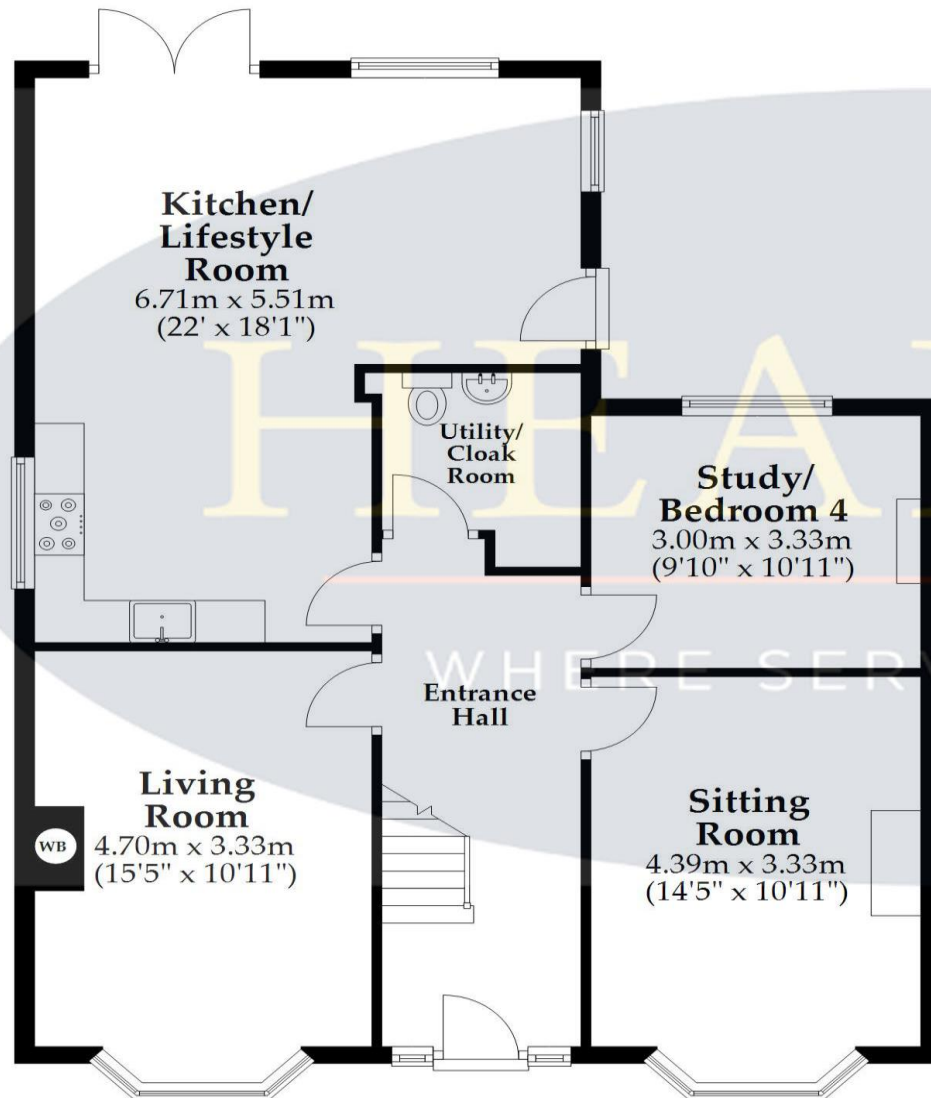 Kitchen/
Lifestyle
Room
6.71m x 5.51m
(22' x 18'1")
HEA
Utility/
Cloak
Room
Study/
Bedroom 4
3.00m x 3.33m
(9'10" x 10'11")
WHERE SERV
Entrance
Hall
Living
Room
WB
4.70m x 3.33m
(15'5" x 10'11")
Sitting
Room
4.39m x 3.33m
(14'5" x 10'11")